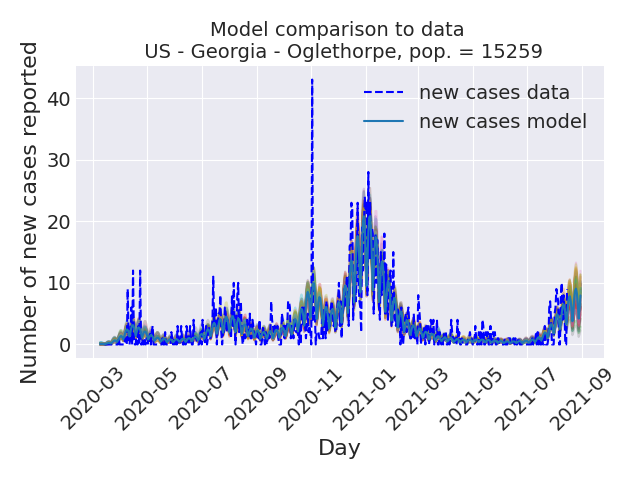 Model comparison to data
US - Georgia - Oglethorpe, pop. = 15259
Number of new cases reported
40
30
20
10
0
new cases data
new cases model
2020-03
2020-05
2020-07
2020-09
2020-11
2021-01
2021-03
2021-05
2021-07
2021-09
Day